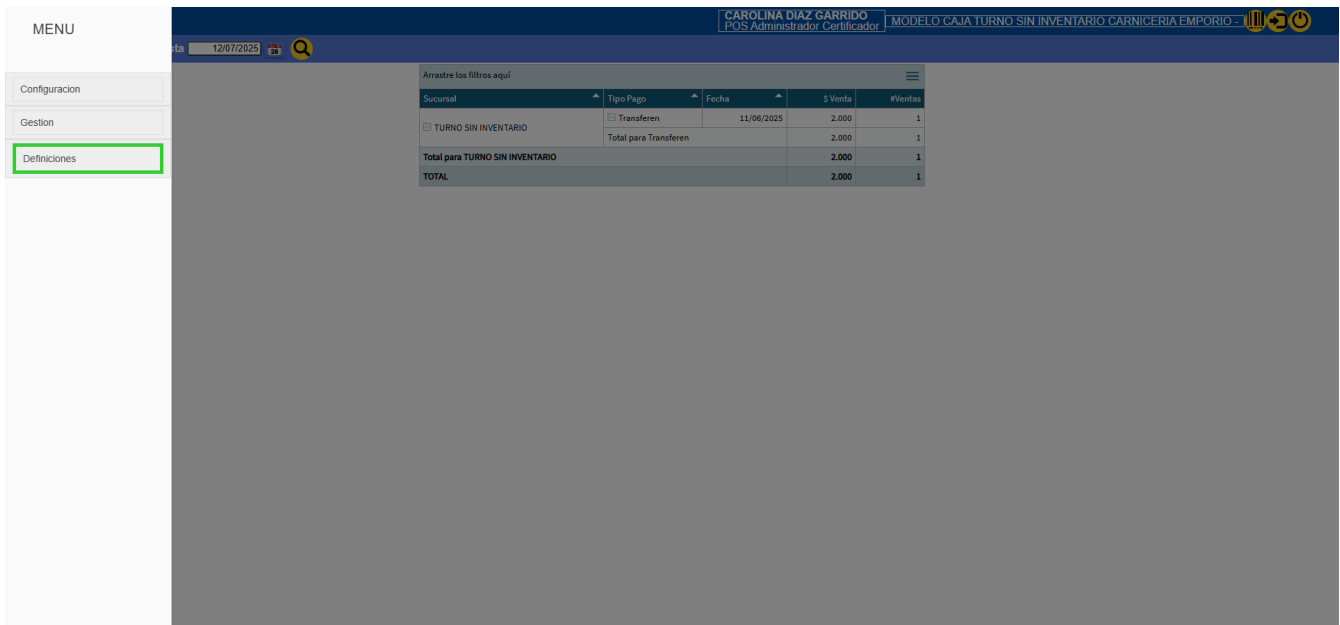 MENU
Configuracion
Gestion
Definiciones
CAROLINA DIAZ GARRIDO
POS Administrador Certificador
MODELO CAJA TURNO SIN INVENTARIO CARNICERIA EMPORIO -
sta 12/07/2025 28
Arrastre los filtros aquí
Sucursal Tipo Pago Fecha $ Venta #Ventas
TURNO SIN INVENTARIO Transferen 11/06/2025 2.000 1
Total para Transferen 2.000 1
Total para TURNO SIN INVENTARIO 2.000 1
TOTAL 2.000 1